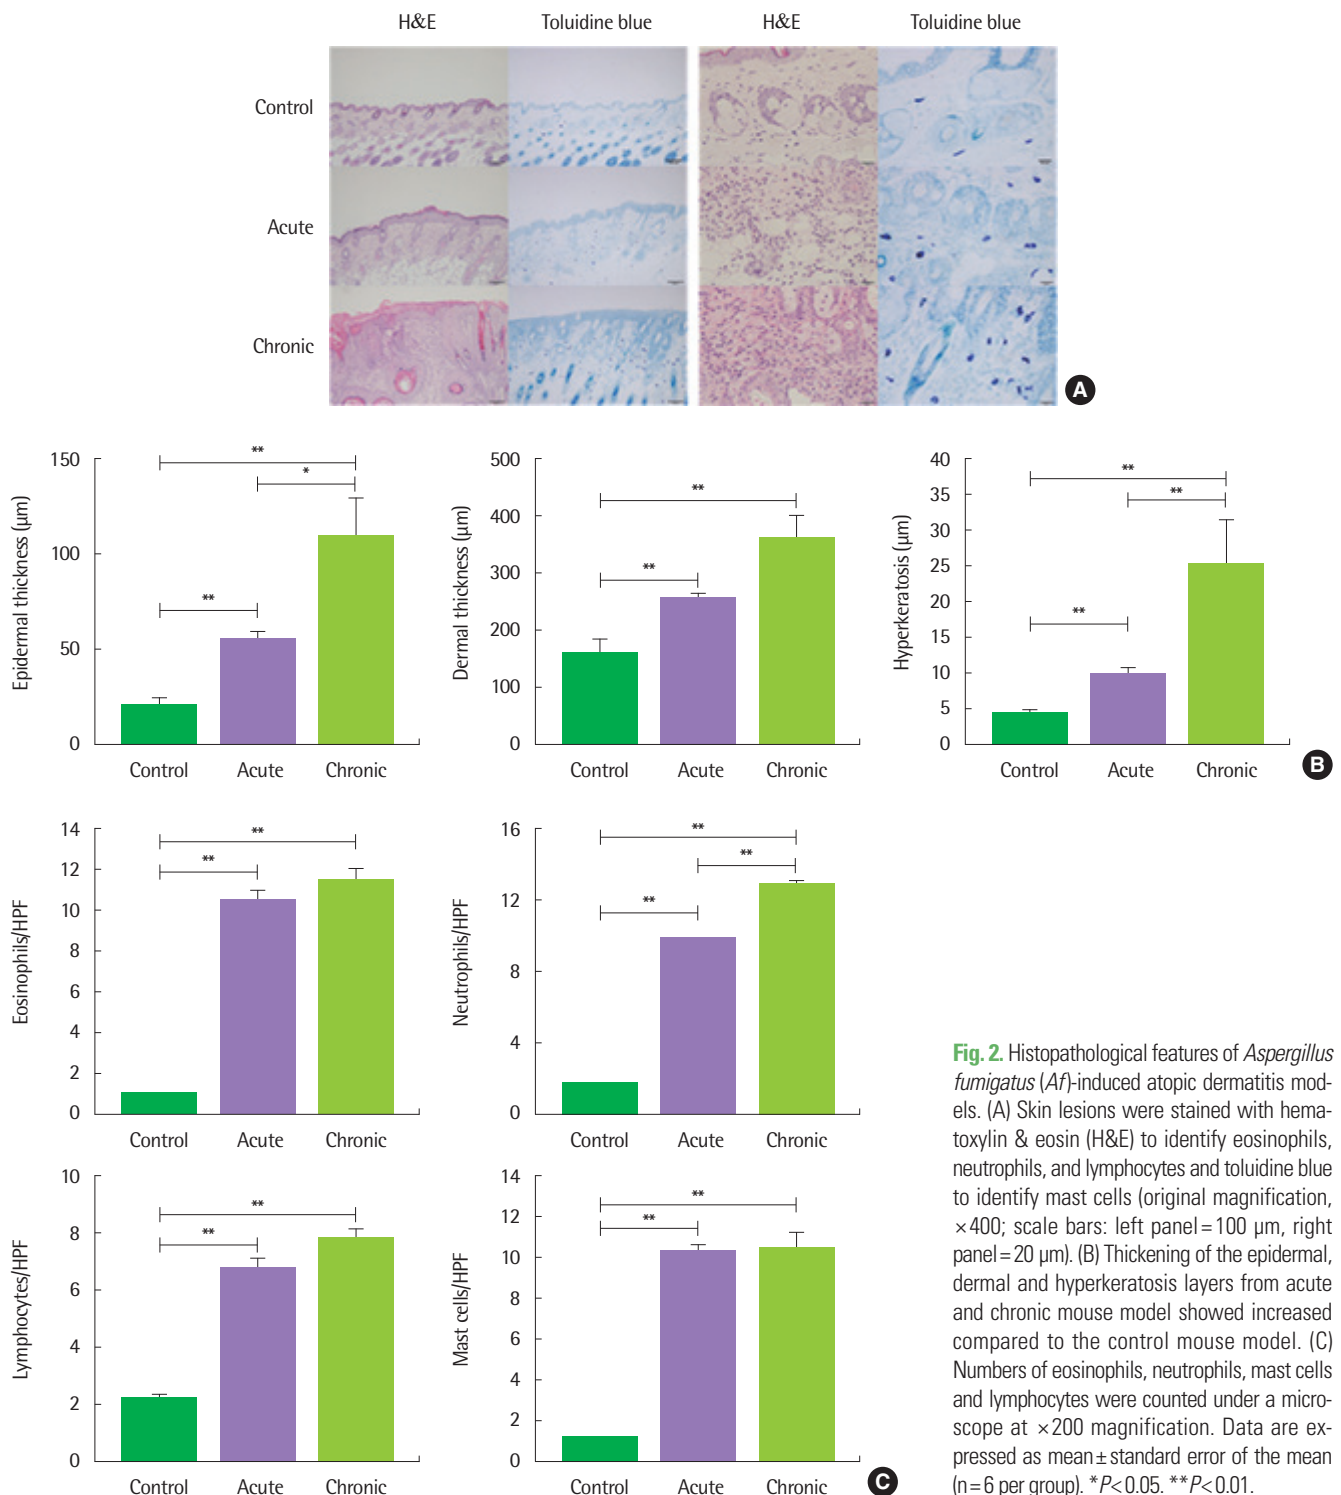 H&E Toluidine blue H&E Toluidine blue
Control
Acute
Chronic
A
Epidermal thickness (µm)
150
100
50
0
**
*
**
Control Acute Chronic
Dermal thickness (µm)
500
400
300
200
100
0
**
**
Control Acute Chronic
Hyperkeratosis (µm)
40
35
30
25
20
15
10
5
0
**
**
**
Control Acute Chronic
B
Eosinophils/HPF
14
12
10
8
6
4
2
0
**
**
Control Acute Chronic
Neutrophils/HPF
16
12
8
4
0
**
**
**
Control Acute Chronic
Lymphocytes/HPF
10
8
6
4
2
0
**
**
Control Acute Chronic
Mast cells/HPF
14
12
10
8
6
4
2
0
**
**
Control Acute Chronic
C
Fig. 2. Histopathological features of Aspergillus
fumigatus (Af)-induced atopic dermatitis mod-
els. (A) Skin lesions were stained with hema-
toxylin & eosin (H&E) to identify eosinophils,
neutrophils, and lymphocytes and toluidine blue
to identify mast cells (original magnification,
×400; scale bars: left panel=100 µm, right
panel=20 µm). (B) Thickening of the epidermal,
dermal and hyperkeratosis layers from acute
and chronic mouse model showed increased
compared to the control mouse model. (C)
Numbers of eosinophils, neutrophils, mast cells
and lymphocytes were counted under a micro-
scope at ×200 magnification. Data are ex-
pressed as mean±standard error of the mean
(n=6 per group). *P<0.05. **P<0.01.